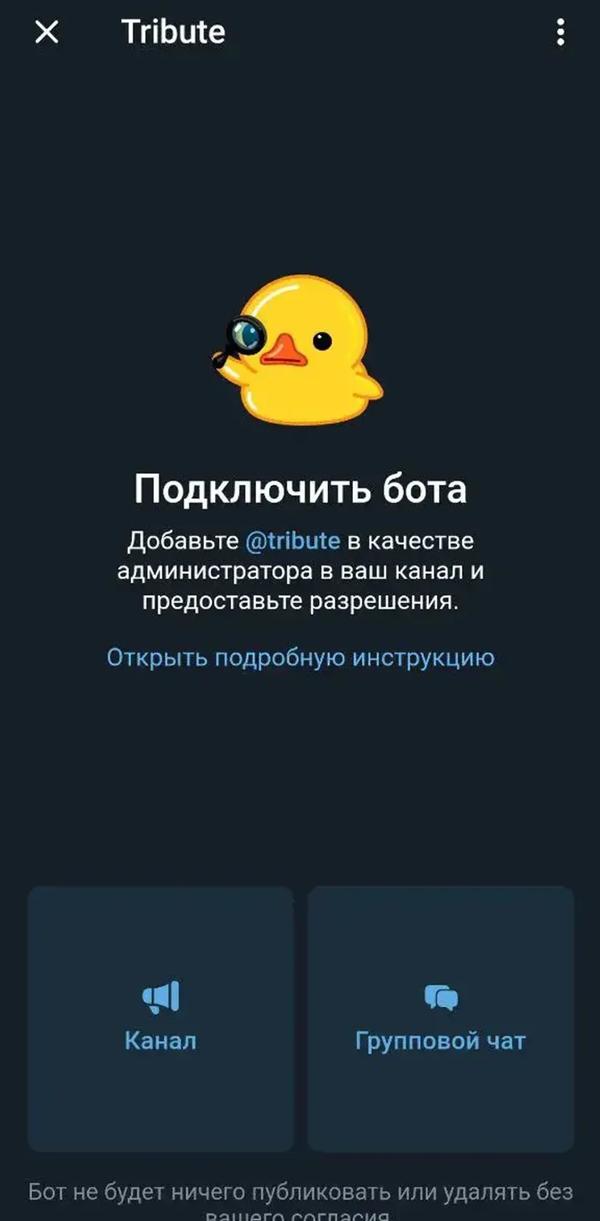 Tribute
Подключить бота
Добавьте @tribute в качестве
администратора в ваш канал и
предоставьте разрешения.
Открыть подробную инструкцию
Канал
Групповой чат
Бот не будет ничего публиковать или удалять без
вашего согласия